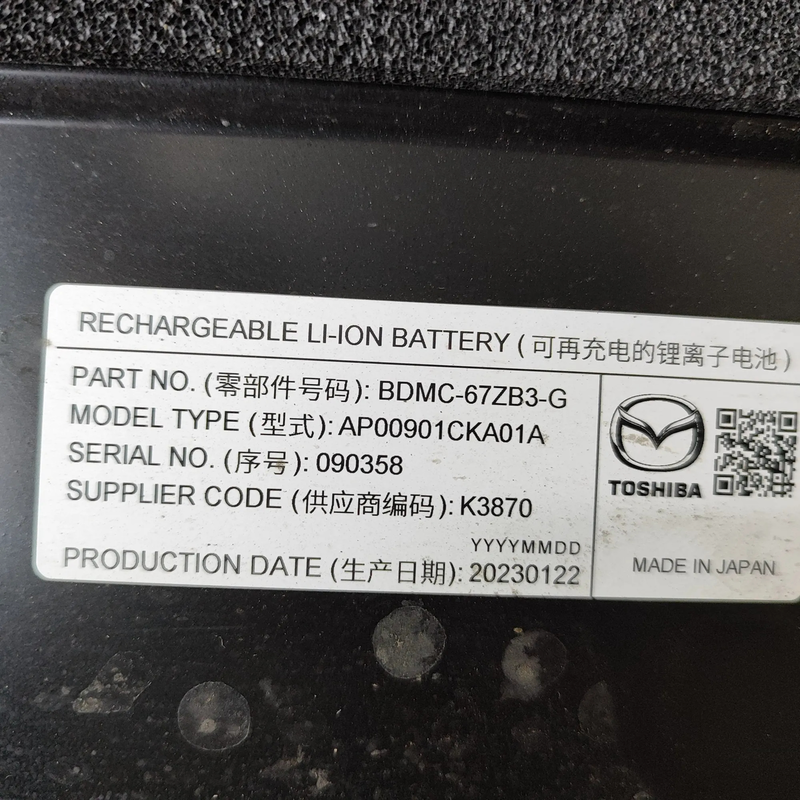 RECHARGEABLE LI-ION BATTERY (可再充电的锂离子电池)
PART NO. (零部件号码): BDMC-67ZB3-G
MODEL TYPE (型式): AP00901CKA01A
SERIAL NO. (序号): 090358
SUPPLIER CODE (供应商编码): K3870
YYYYMMDD
PRODUCTION DATE (生产日期): 20230122
TOSHIBA
MADE IN JAPAN